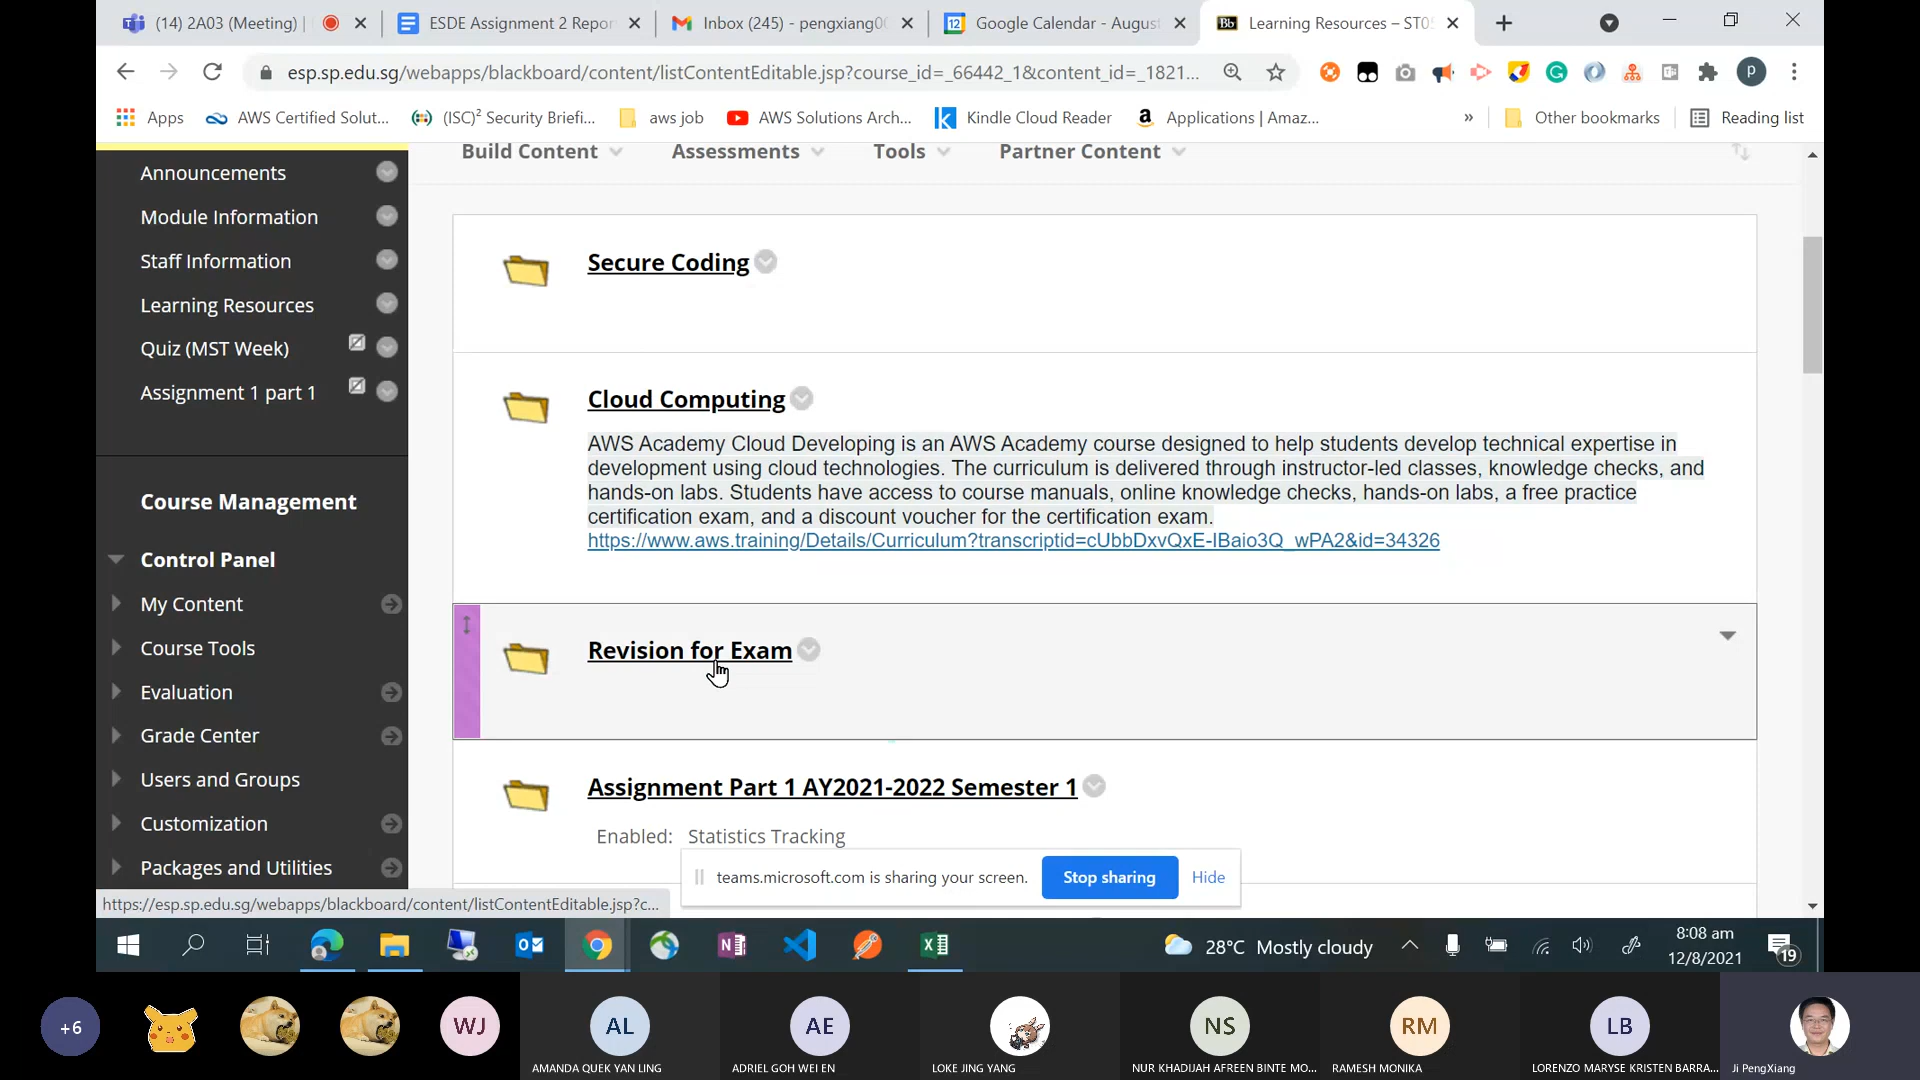 (14) 2A03 (Meeting) |
ESDE Assignment 2 Repor
Inbox (245) - pengxiang00
Google Calendar - August
Bb
Learning Resources – ST05
esp.sp.edu.sg/webapps/blackboard/content/listContentEditable.jsp?course_id=_66442_1&content_id=_1821...
P
Apps
AWS Certified Solut...
(ISC)² Security Briefi...
aws job
AWS Solutions Arch...
Kindle Cloud Reader
Applications | Amaz...
»
Other bookmarks
Reading list
Build Content
Assessments
Tools
Partner Content
Announcements
Module Information
Staff Information
Learning Resources
Quiz (MST Week)
Assignment 1 part 1
Course Management
Control Panel
My Content
Course Tools
Evaluation
Grade Center
Users and Groups
Customization
Packages and Utilities
Secure Coding
Cloud Computing
AWS Academy Cloud Developing is an AWS Academy course designed to help students develop technical expertise in
development using cloud technologies. The curriculum is delivered through instructor-led classes, knowledge checks, and
hands-on labs. Students have access to course manuals, online knowledge checks, hands-on labs, a free practice
certification exam, and a discount voucher for the certification exam.
https://www.aws.training/Details/Curriculum?transcriptid=cUbbDxvQxE-IBaio3Q_wPA2&id=34326
Revision for Exam
Assignment Part 1 AY2021-2022 Semester 1
Enabled: Statistics Tracking
teams.microsoft.com is sharing your screen.
Stop sharing
Hide
https://esp.sp.edu.sg/webapps/blackboard/content/listContentEditable.jsp?c...
28°C Mostly cloudy
8:08 am
12/8/2021
19
+6
WJ
AL
AE
NS
RM
LB
AMANDA QUEK YAN LING
ADRIEL GOH WEI EN
LOKE JING YANG
NUR KHADIJAH AFREEN BINTE MO...
RAMESH MONIKA
LORENZO MARYSE KRISTEN BARRA...
Ji PengXiang